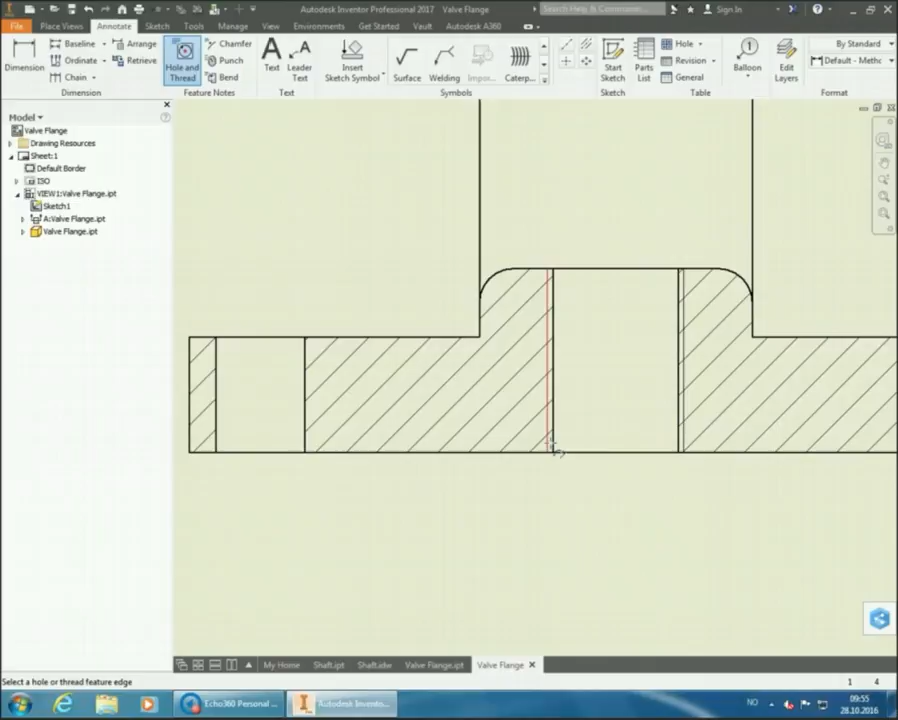 Autodesk Inventor Professional 2017   Valve Flange
Search Help & Commands...
Sign In
File
Place Views
Annotate
Sketch
Tools
Manage
View
Environments
Get Started
Vault
Autodesk A360
Dimension
Baseline
Ordinate
Chain
Arrange
Retrieve
Dimension
Hole and
Thread
Chamfer
Punch
Bend
Feature Notes
Text
Leader
Text
Text
Insert
Sketch Symbol
Surface
Welding
Impor...
Caterp...
Symbols
Start
Sketch
Sketch
Parts
List
Hole
Revision
General
Table
Balloon
Edit
Layers
By Standard
Default - Metho
Format
Model
Valve Flange
Drawing Resources
Sheet:1
Default Border
ISO
VIEW1:Valve Flange.ipt
Sketch1
A:Valve Flange.ipt
Valve Flange.ipt
My Home
Shaft.ipt
Shaft.idw
Valve Flange.ipt
Valve Flange
Select a hole or thread feature edge
1
4
Echo360 Personal ...
Autodesk Invento...
NO
09:55
28.10.2016